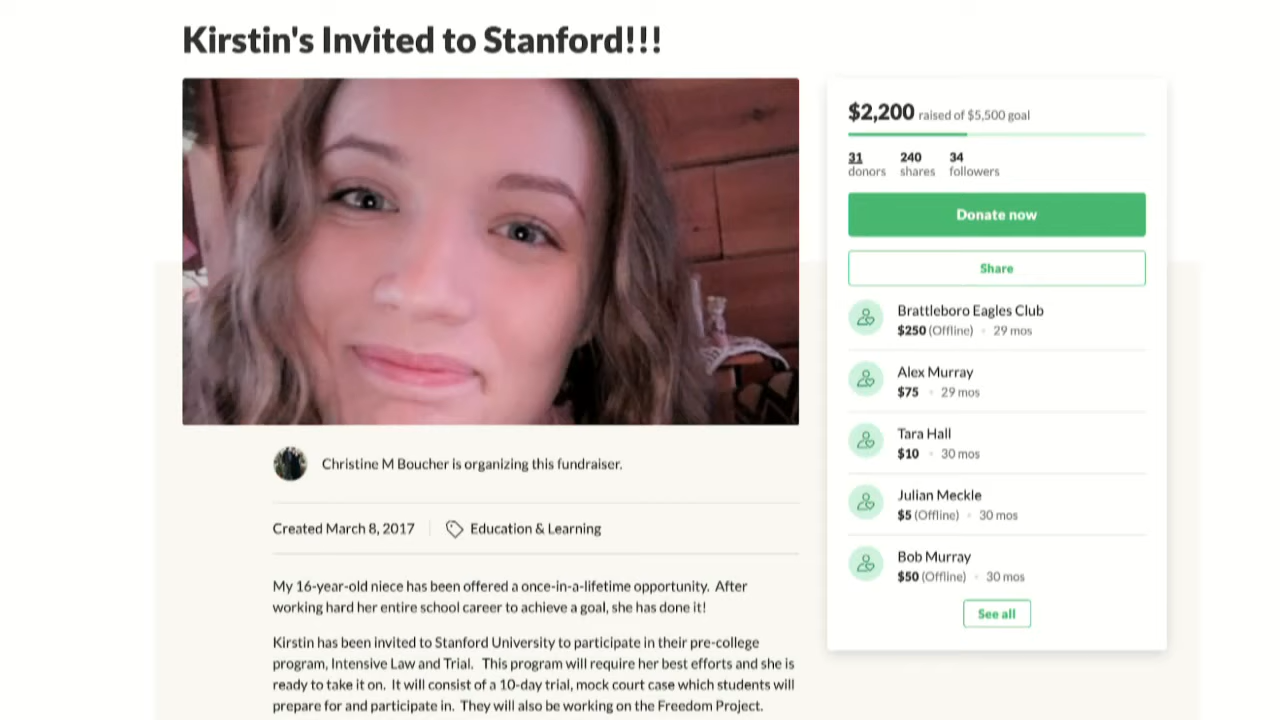 Kirstin's Invited to Stanford!!!
$2,200 raised of $5,500 goal
31 240 34
donors shares followers
Donate now
Share
Brattleboro Eagles Club
$250 (Offline) • 29 mos
Alex Murray
$75 • 29 mos
Tara Hall
$10 • 30 mos
Julian Meckle
$5 (Offline) • 30 mos
Bob Murray
$50 (Offline) • 30 mos
See all
Christine M Boucher is organizing this fundraiser.
Created March 8, 2017 Education & Learning
My 16-year-old niece has been offered a once-in-a-lifetime opportunity. After
working hard her entire school career to achieve a goal, she has done it!
Kirstin has been invited to Stanford University to participate in their pre-college
program, Intensive Law and Trial. This program will require her best efforts and she is
ready to take it on. It will consist of a 10-day trial, mock court case which students will
prepare for and participate in. They will also be working on the Freedom Project.